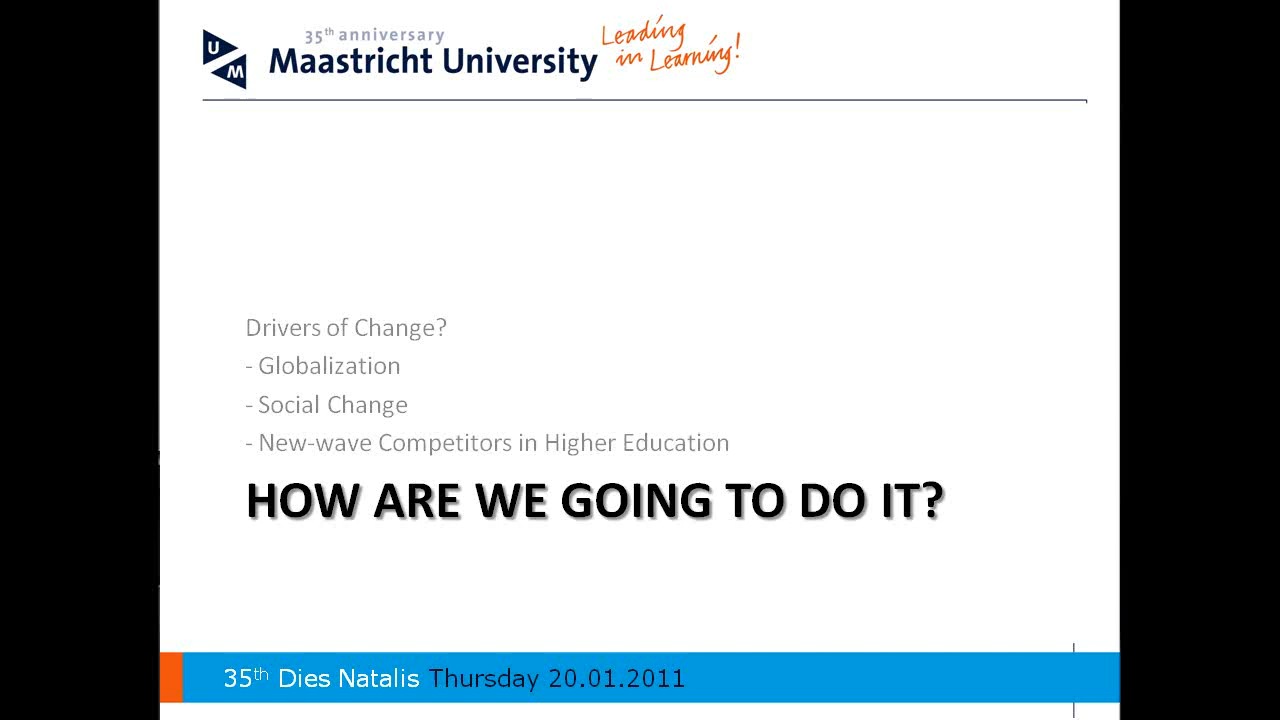 35th anniversary
UM Maastricht University
Leading in Learning!
Drivers of Change?
- Globalization
- Social Change
- New-wave Competitors in Higher Education
HOW ARE WE GOING TO DO IT?
35th Dies Natalis Thursday 20.01.2011